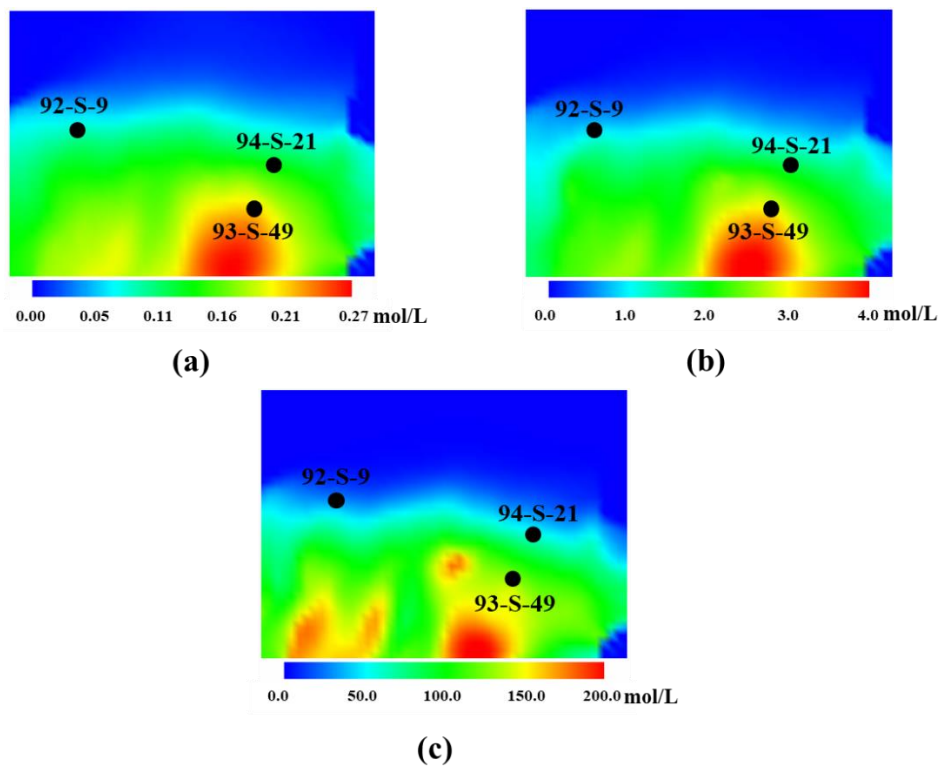 92-S-9
94-S-21
93-S-49
0.00 0.05 0.11 0.16 0.21 0.27 mol/L
(a)
92-S-9
94-S-21
93-S-49
0.0 1.0 2.0 3.0 4.0 mol/L
(b)
92-S-9
94-S-21
93-S-49
0.0 50.0 100.0 150.0 200.0 mol/L
(c)